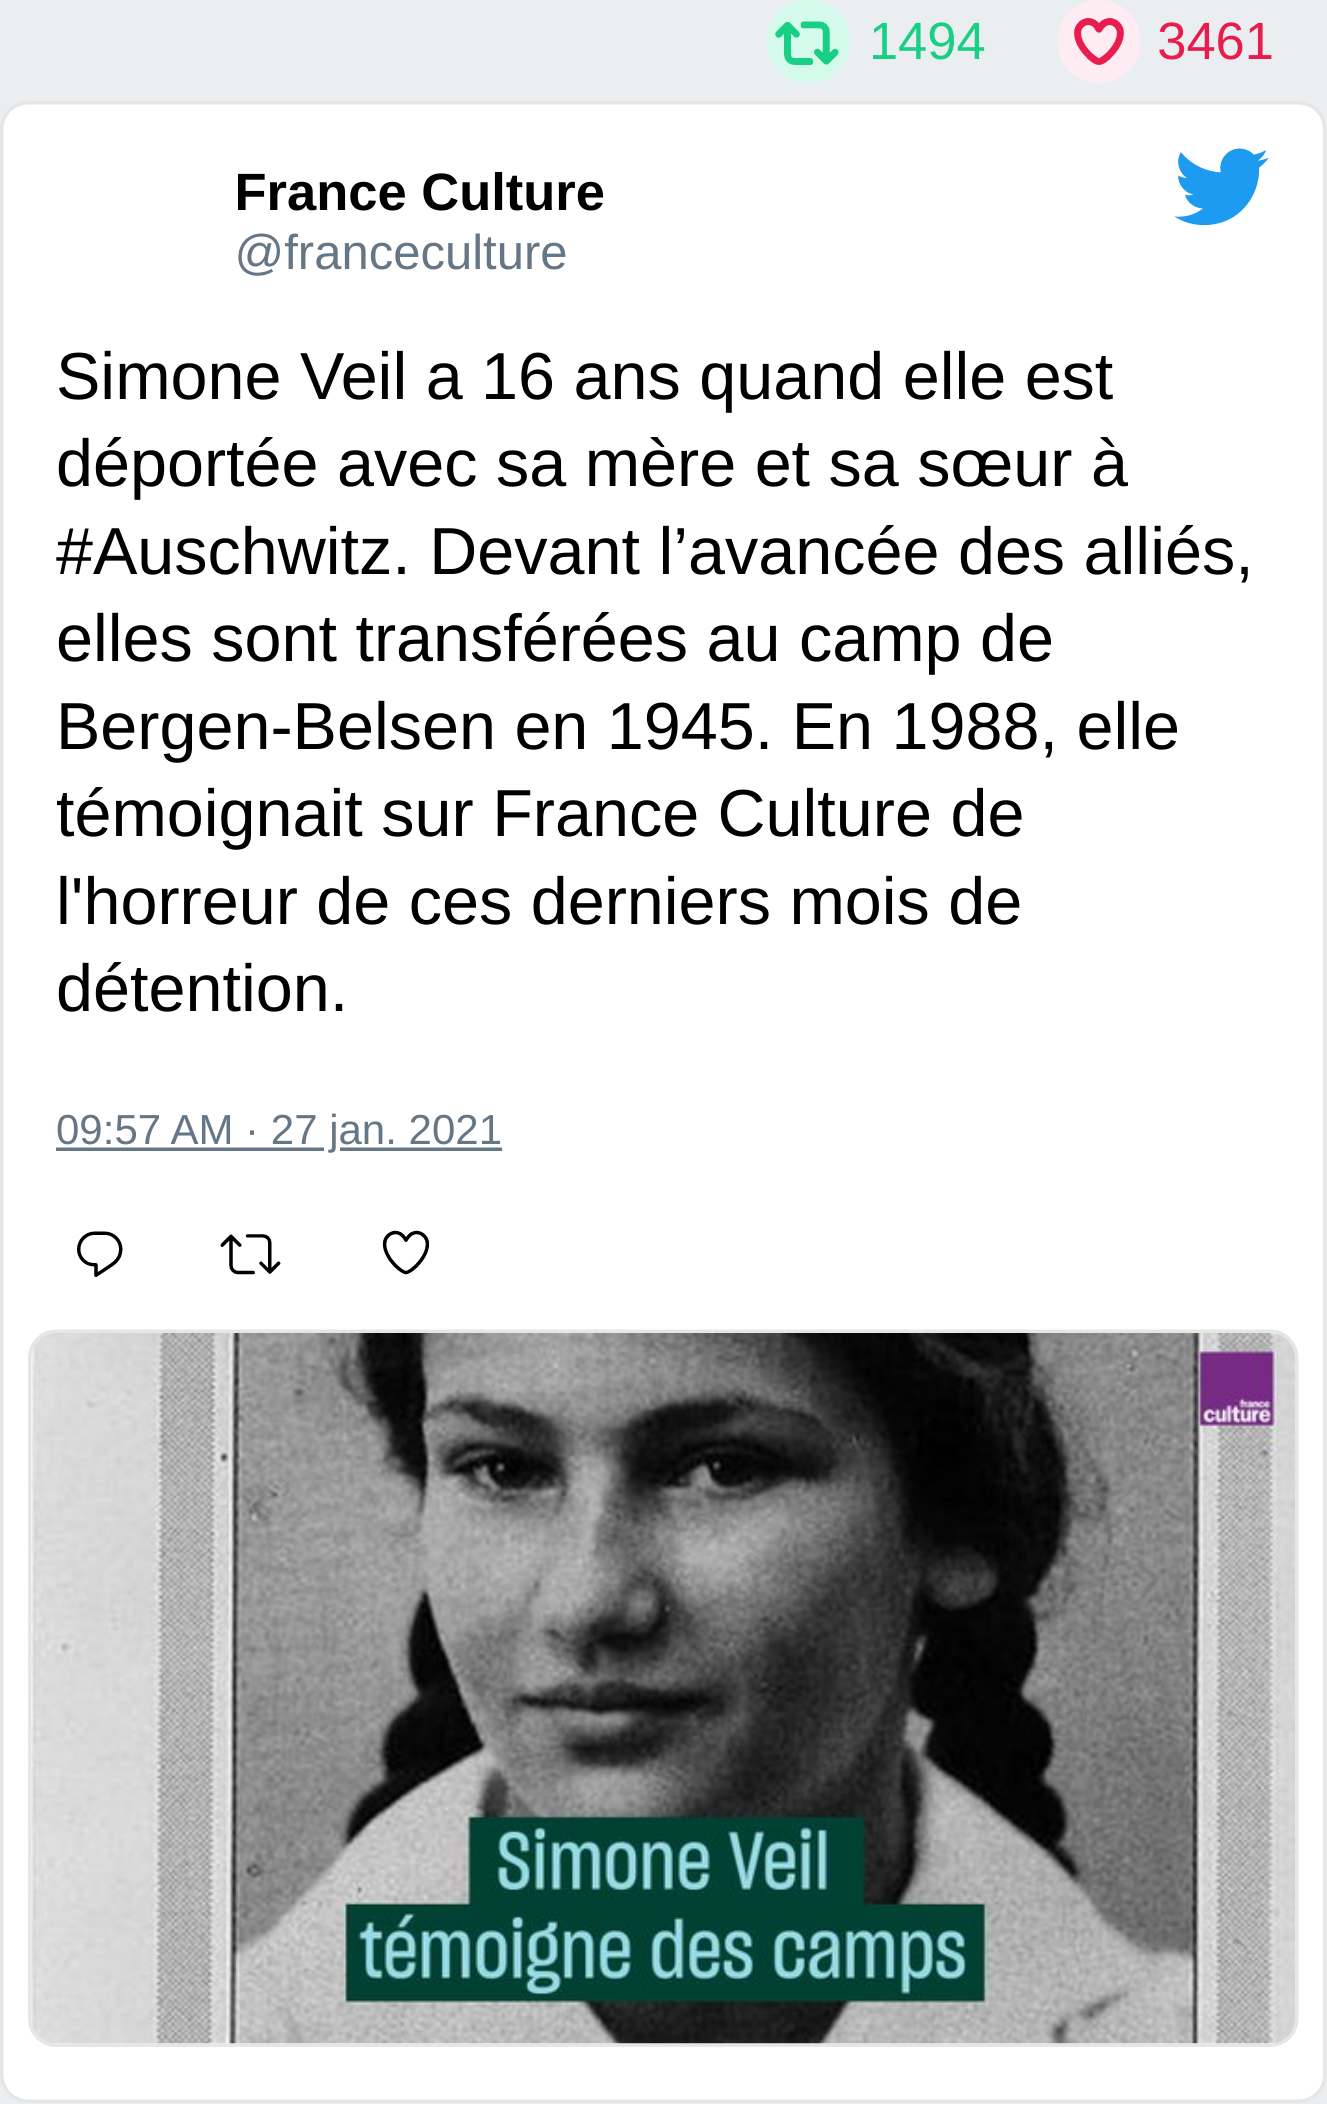 1494 3461
France Culture
@franceculture
Simone Veil a 16 ans quand elle est
déportée avec sa mère et sa sœur à
#Auschwitz. Devant l’avancée des alliés,
elles sont transférées au camp de
Bergen-Belsen en 1945. En 1988, elle
témoignait sur France Culture de
l'horreur de ces derniers mois de
détention.
09:57 AM · 27 jan. 2021
france
culture
Simone Veil
témoigne des camps